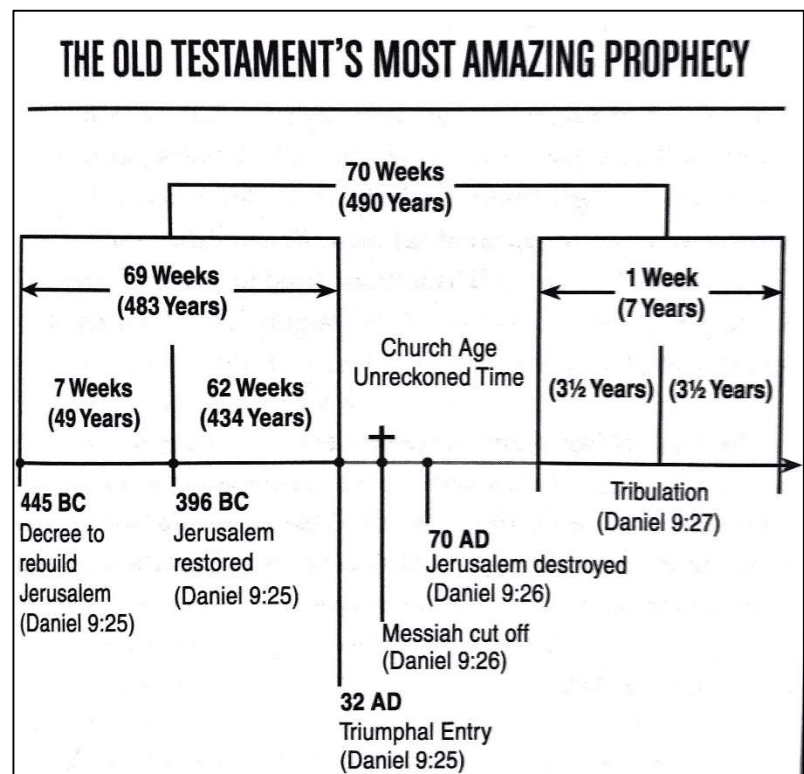 THE OLD TESTAMENT'S MOST AMAZING PROPHECY
70 Weeks
(490 Years)
69 Weeks
(483 Years)
1 Week
(7 Years)
Church Age
Unreckoned Time
7 Weeks
(49 Years)
62 Weeks
(434 Years)
(3½ Years)
(3½ Years)
445 BC
Decree to
rebuild
Jerusalem
(Daniel 9:25)
396 BC
Jerusalem
restored
(Daniel 9:25)
32 AD
Triumphal Entry
(Daniel 9:25)
Messiah cut off
(Daniel 9:26)
70 AD
Jerusalem destroyed
(Daniel 9:26)
Tribulation
(Daniel 9:27)